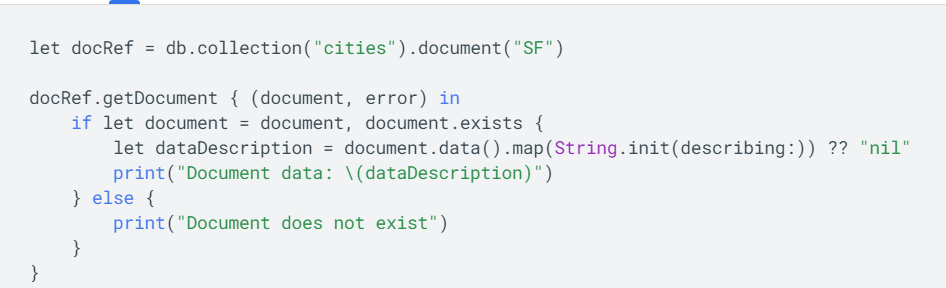 let docRef = db.collection("cities").document("SF")
docRef.getDocument { (document, error) in
    if let document = document, document.exists {
        let dataDescription = document.data().map(String.init(describing:)) ?? "nil"
        print("Document data: \(dataDescription)")
    } else {
        print("Document does not exist")
    }
}